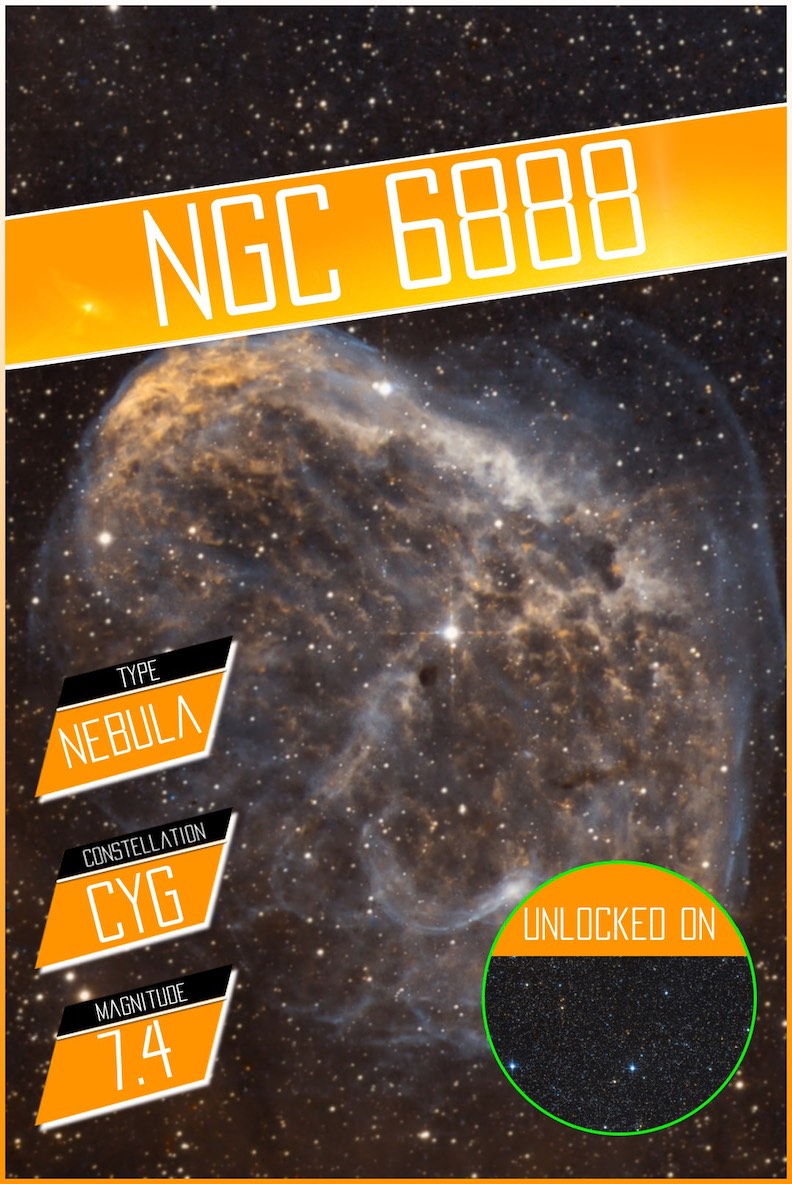 NGC 6888
TYPE
NEBULA
CONSTELLATION
CYG
MAGNITUDE
7.4
UNLOCKED ON